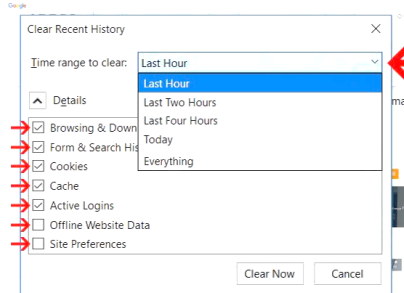 Google
Clear Recent History
Time range to clear: Last Hour
Last Hour
Last Two Hours
Last Four Hours
Today
Everything
Details
Browsing & Down
Form & Search His
Cookies
Cache
Active Logins
Offline Website Data
Site Preferences
Clear Now Cancel
ma